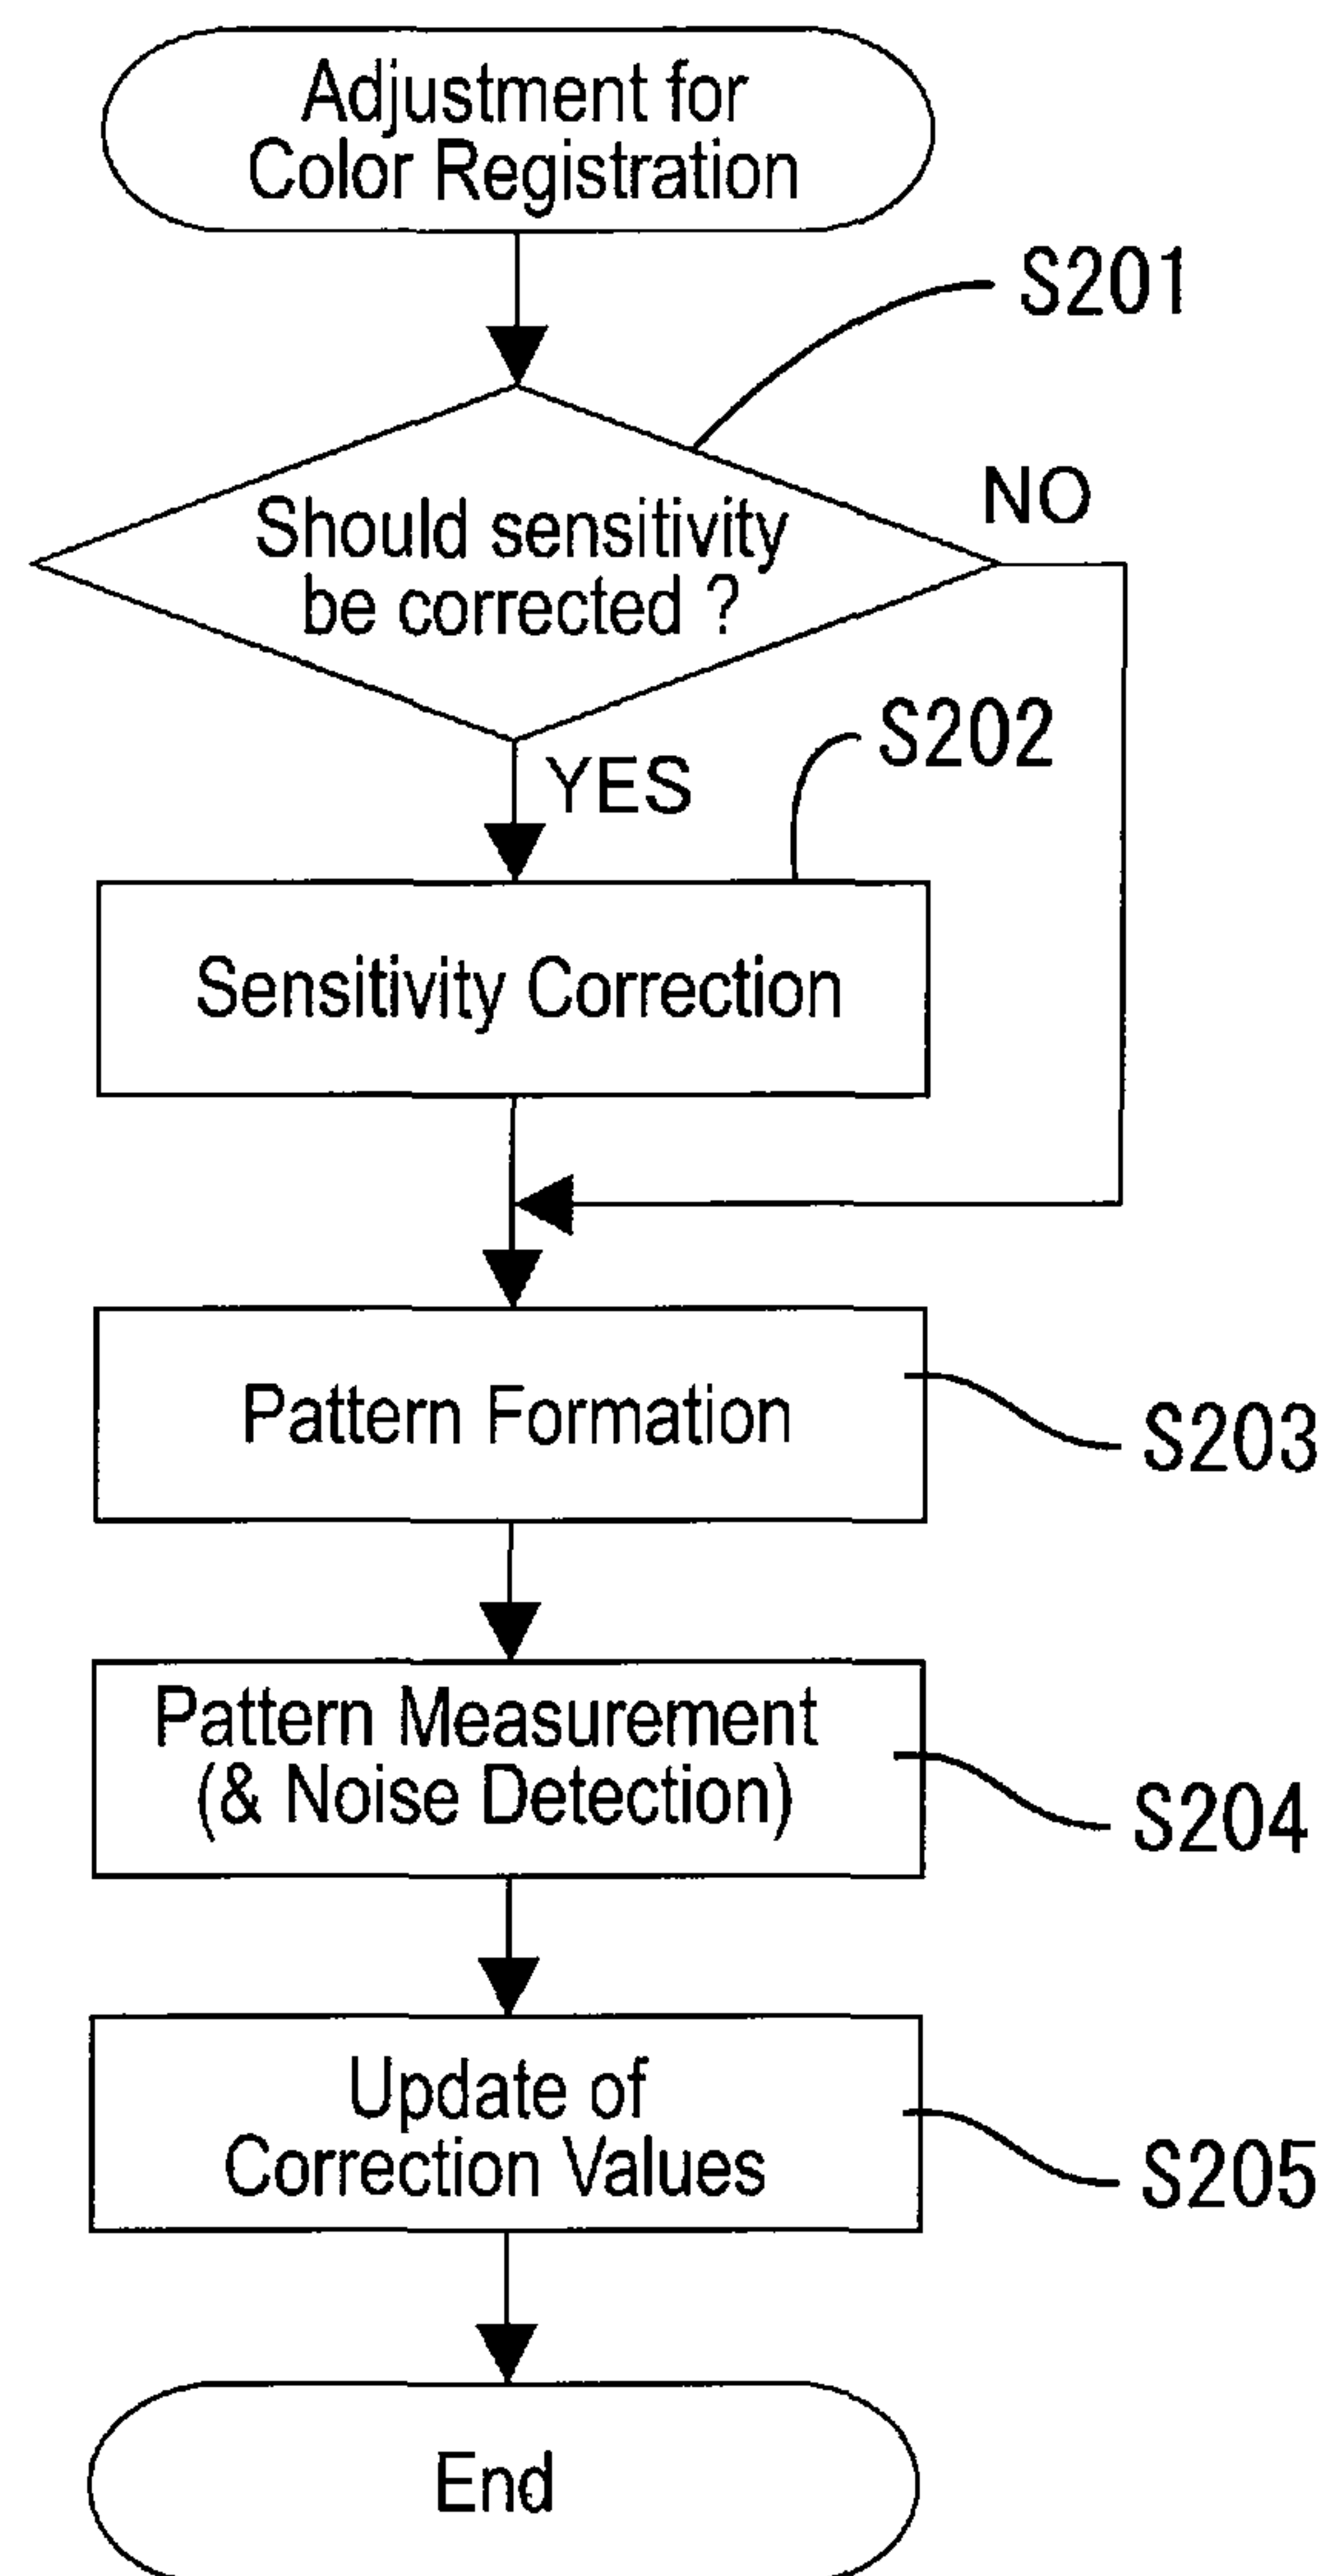 Adjustment for
Color Registration
S201
Should sensitivity
be corrected ?
NO
YES
S202
Sensitivity Correction
Pattern Formation
S203
Pattern Measurement
(& Noise Detection)
S204
Update of
Correction Values
S205
End